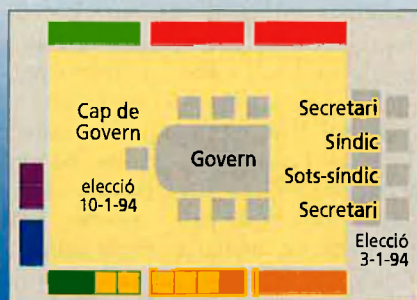 Cap de
Govern
elecció
10-1-94
Govern
Secretari
Síndic
Sots-síndic
Secretari
Elecció
3-1-94